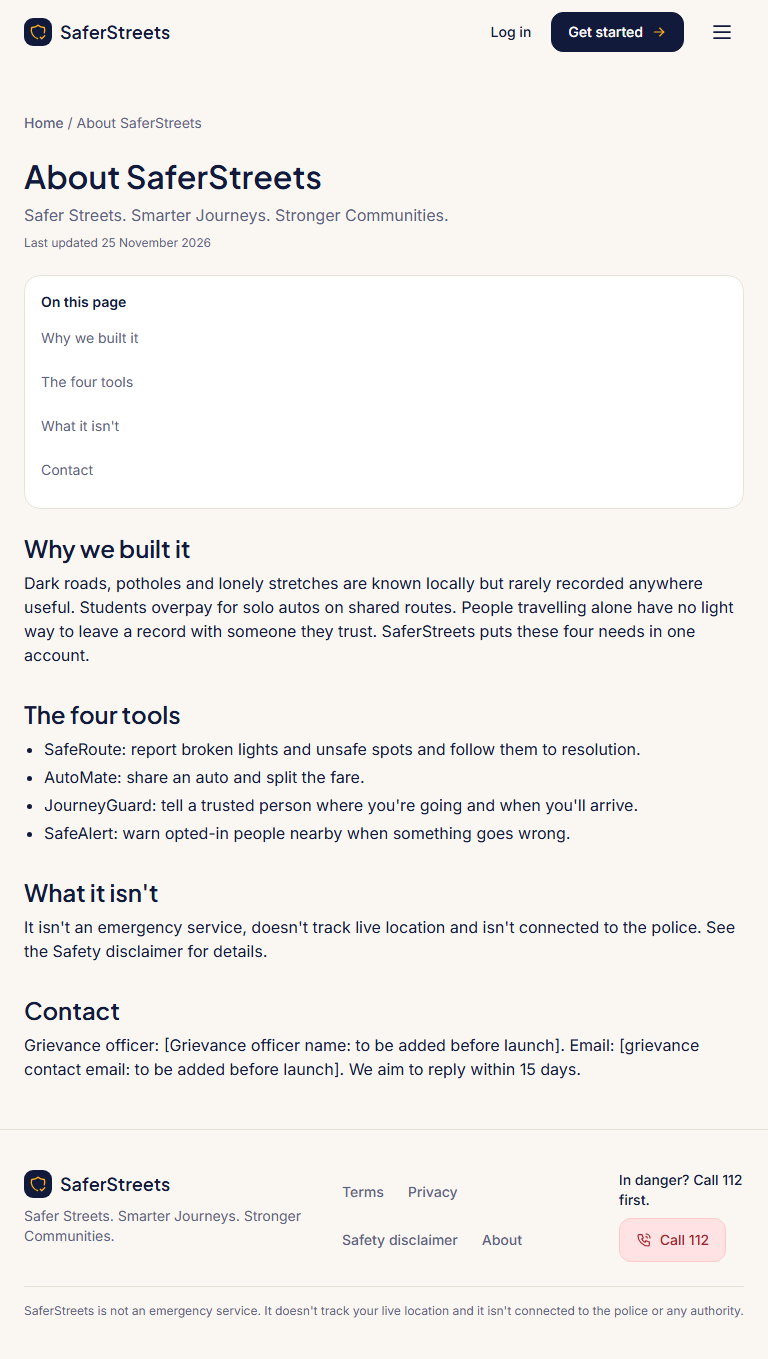 SaferStreets
Log in
Get started
Home / About SaferStreets
About SaferStreets
Safer Streets. Smarter Journeys. Stronger Communities.
Last updated 25 November 2026
On this page
Why we built it
The four tools
What it isn't
Contact
Why we built it
Dark roads, potholes and lonely stretches are known locally but rarely recorded anywhere
useful. Students overpay for solo autos on shared routes. People travelling alone have no light
way to leave a record with someone they trust. SaferStreets puts these four needs in one
account.
The four tools
• SafeRoute: report broken lights and unsafe spots and follow them to resolution.
• AutoMate: share an auto and split the fare.
• JourneyGuard: tell a trusted person where you're going and when you'll arrive.
• SafeAlert: warn opted-in people nearby when something goes wrong.
What it isn't
It isn't an emergency service, doesn't track live location and isn't connected to the police. See
the Safety disclaimer for details.
Contact
Grievance officer: [Grievance officer name: to be added before launch]. Email: [grievance
contact email: to be added before launch]. We aim to reply within 15 days.
SaferStreets
Safer Streets. Smarter Journeys. Stronger
Communities.
Terms Privacy
Safety disclaimer About
In danger? Call 112
first.
Call 112
SaferStreets is not an emergency service. It doesn't track your live location and it isn't connected to the police or any authority.